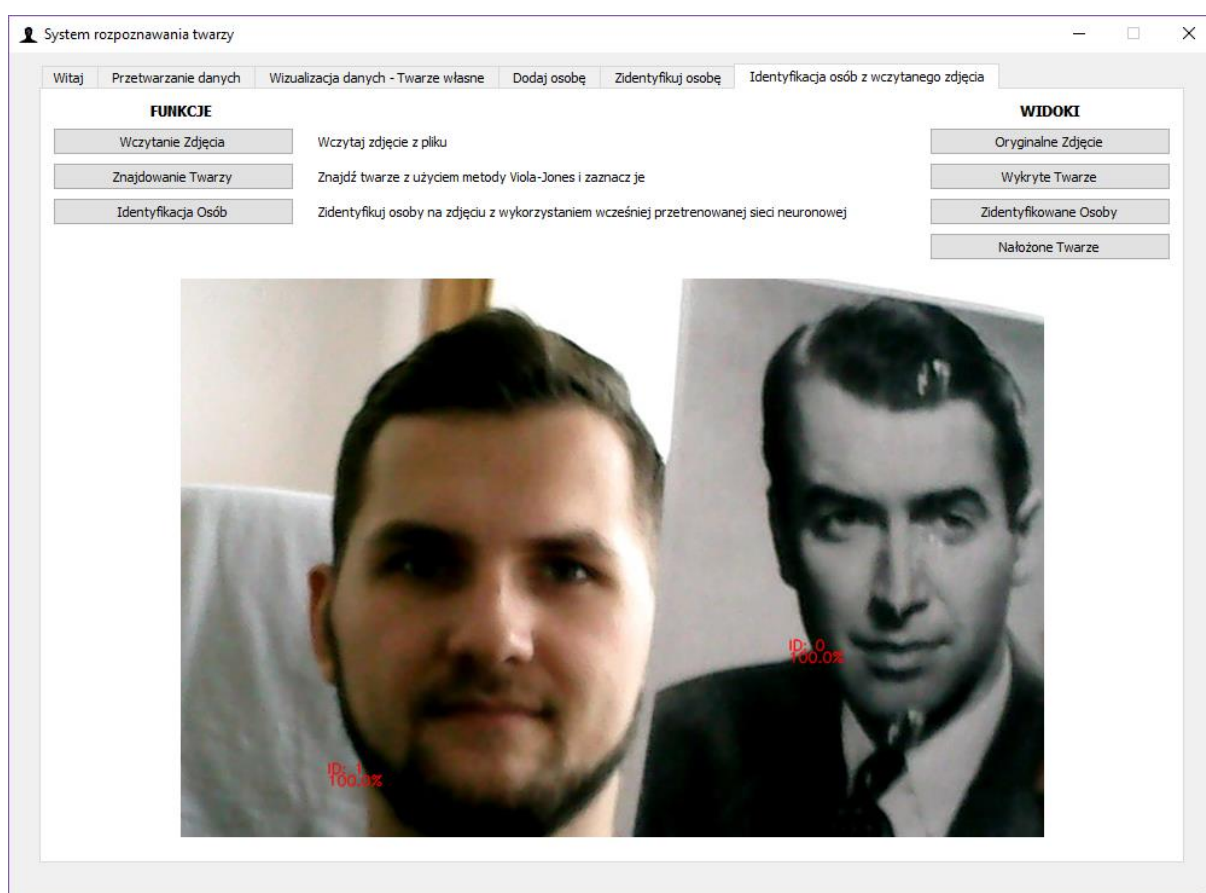 System rozpoznawania twarzy
Witaj Przetwarzanie danych Wizualizacja danych - Twarze własne Dodaj osobę Zidentyfikuj osobę Identyfikacja osób z wczytanego zdjęcia
FUNKCJE WIDOKI
Wczytanie Zdjęcia Wczytaj zdjęcie z pliku Oryginalne Zdjęcie
Znajdowanie Twarzy Znajdź twarze z użyciem metody Viola-Jones i zaznacz je Wykryte Twarze
Identyfikacja Osób Zidentyfikuj osoby na zdjęciu z wykorzystaniem wcześniej przetrenowanej sieci neuronowej Zidentyfikowane Osoby
Nałożone Twarze
ID: 0
100.0%
ID: 1
100.0%